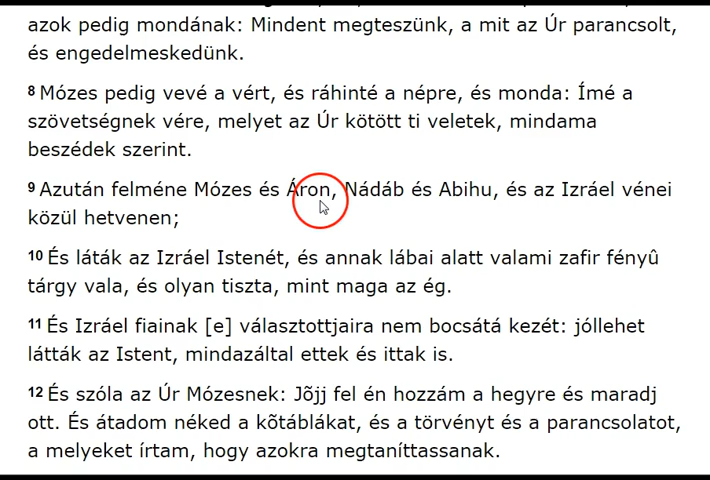 azok pedig mondának: Mindent megteszünk, a mit az Úr parancsolt,
és engedelmeskedünk.
8 Mózes pedig vevé a vért, és ráhinté a népre, és monda: Ímé a
szövetségnek vére, melyet az Úr kötött ti veletek, mindama
beszédek szerint.
9 Azután felméne Mózes és Áron, Nádáb és Abihu, és az Izráel vénei
közül hetvenen;
10 És láták az Izráel Istenét, és annak lábai alatt valami zafir fényû
tárgy vala, és olyan tiszta, mint maga az ég.
11 És Izráel fiainak [e] választottjaira nem bocsátá kezét: jóllehet
látták az Istent, mindazáltal ettek és ittak is.
12 És szóla az Úr Mózesnek: Jõjj fel én hozzám a hegyre és maradj
ott. És átadom néked a kõtáblákat, és a törvényt és a parancsolatot,
a melyeket írtam, hogy azokra megtaníttassanak.